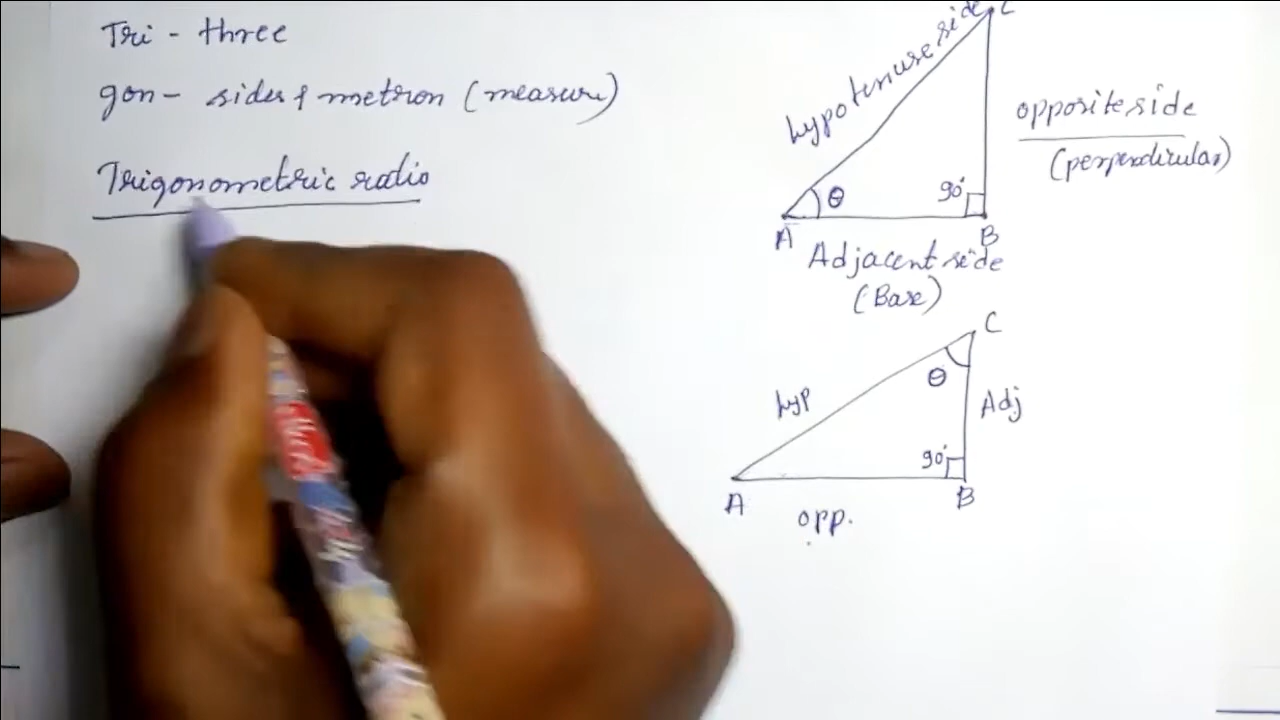 Tri - three
gon - sides & metron (measure)
Trigonometric ratio
hypotenuse side
C
opposite side
(perpendicular)
θ
90°
A
B
Adjacent side
(Base)
C
θ
hyp
Adj
90°
A
B
opp.